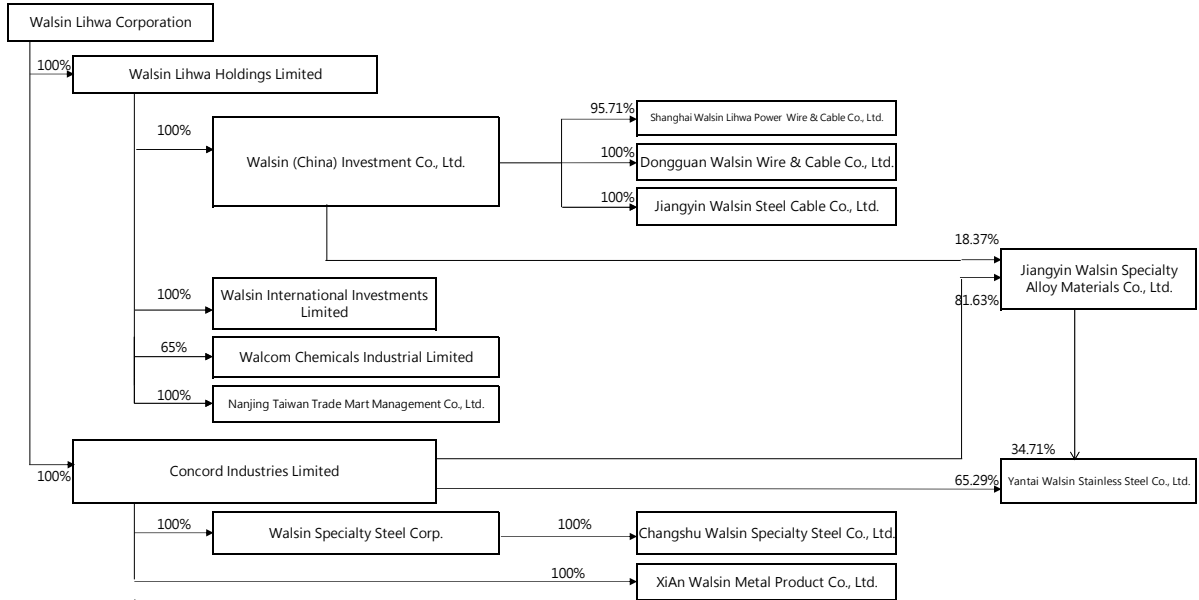 Walsin Lihwa Corporation
100%
Walsin Lihwa Holdings Limited
95.71%
Shanghai Walsin Lihwa Power Wire & Cable Co., Ltd.
100%
Walsin (China) Investment Co., Ltd.
100%
Dongguan Walsin Wire & Cable Co., Ltd.
100%
Jiangyin Walsin Steel Cable Co., Ltd.
18.37%
Jiangyin Walsin Specialty
Alloy Materials Co., Ltd.
81.63%
100%
Walsin International Investments
Limited
65%
Walcom Chemicals Industrial Limited
100%
Nanjing Taiwan Trade Mart Management Co., Ltd.
100%
Concord Industries Limited
34.71%
65.29%
Yantai Walsin Stainless Steel Co., Ltd.
100%
Walsin Specialty Steel Corp.
100%
Changshu Walsin Specialty Steel Co., Ltd.
100%
XiAn Walsin Metal Product Co., Ltd.